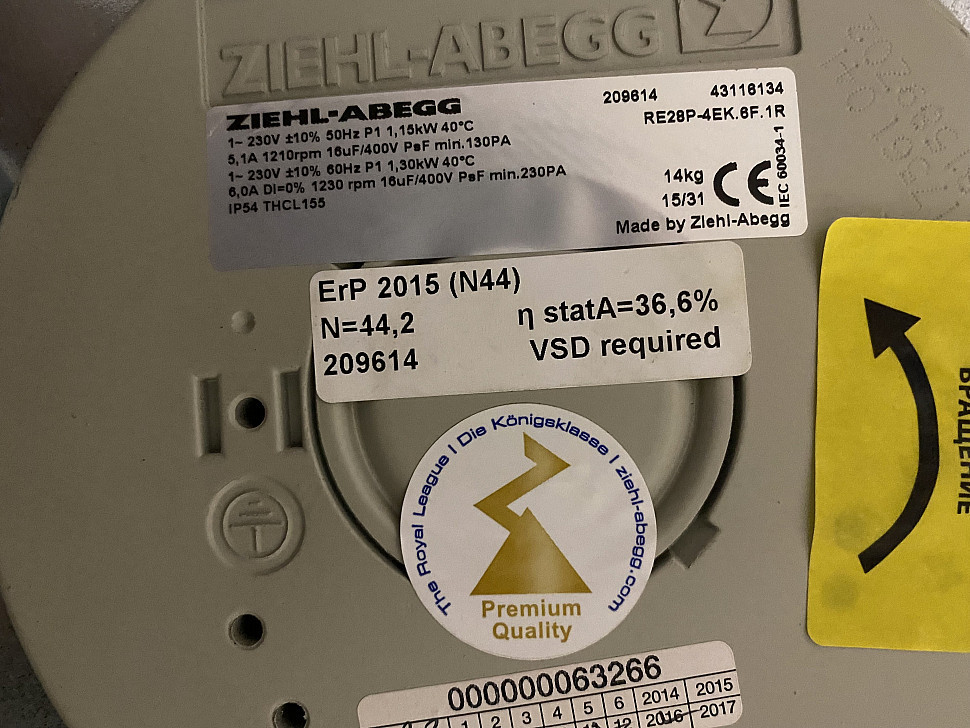 ZIEHL-ABEGG
ZIEHL-ABEGG
209614 43116134
RE28P-4EK.6F.1R
1~ 230V ±10% 50Hz P1 1,15kW 40°C
5,1A 1210rpm 16uF/400V PsF min.130PA
1~ 230V ±10% 60Hz P1 1,30kW 40°C
6,0A DI=0% 1230 rpm 16uF/400V PsF min.230PA
IP54 THCL155
14kg
15/31
CE
IEC 60034-1
Made by Ziehl-Abegg
ErP 2015 (N44)
N=44,2 η statA=36,6%
209614 VSD required
ВРАЩЕНИЕ
The Royal League I Die Königsklasse I ziehl-abegg.com
Premium
Quality
000000063266
1 2 3 4 5 6 2014 2015
11 12 2016 2017